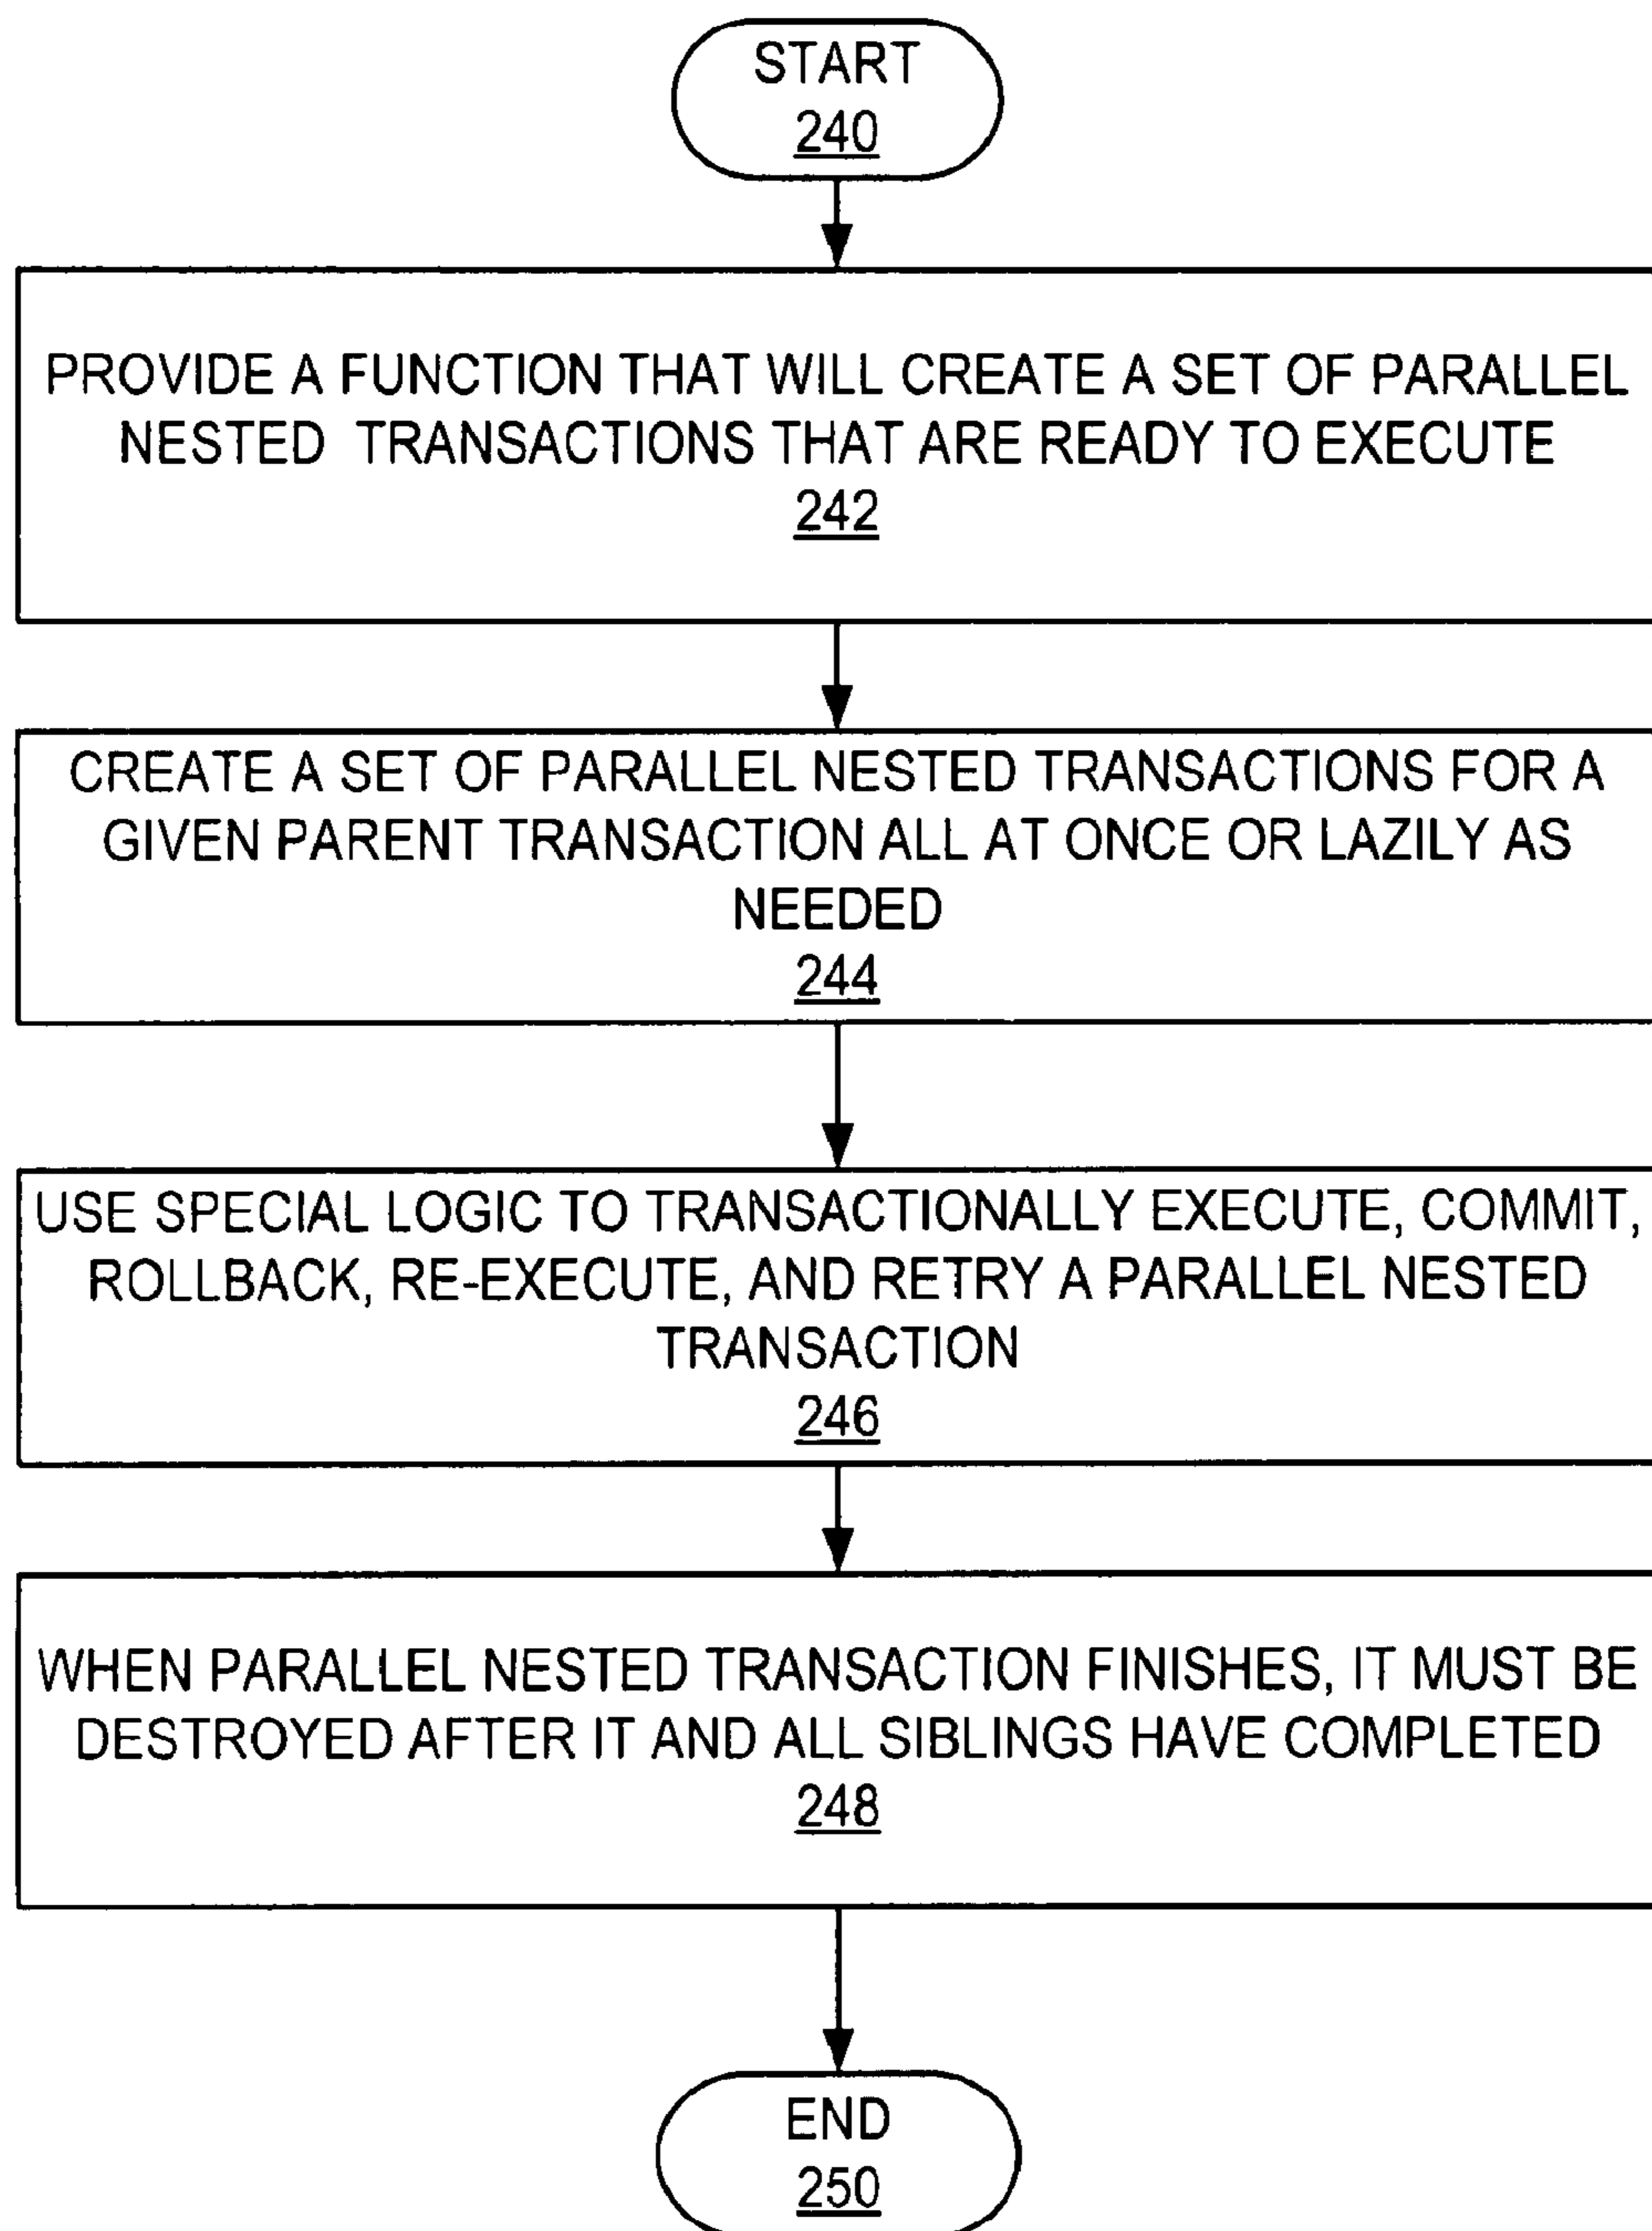 START
240
PROVIDE A FUNCTION THAT WILL CREATE A SET OF PARALLEL
NESTED TRANSACTIONS THAT ARE READY TO EXECUTE
242
CREATE A SET OF PARALLEL NESTED TRANSACTIONS FOR A
GIVEN PARENT TRANSACTION ALL AT ONCE OR LAZILY AS
NEEDED
244
USE SPECIAL LOGIC TO TRANSACTIONALLY EXECUTE, COMMIT,
ROLLBACK, RE-EXECUTE, AND RETRY A PARALLEL NESTED
TRANSACTION
246
WHEN PARALLEL NESTED TRANSACTION FINISHES, IT MUST BE
DESTROYED AFTER IT AND ALL SIBLINGS HAVE COMPLETED
248
END
250